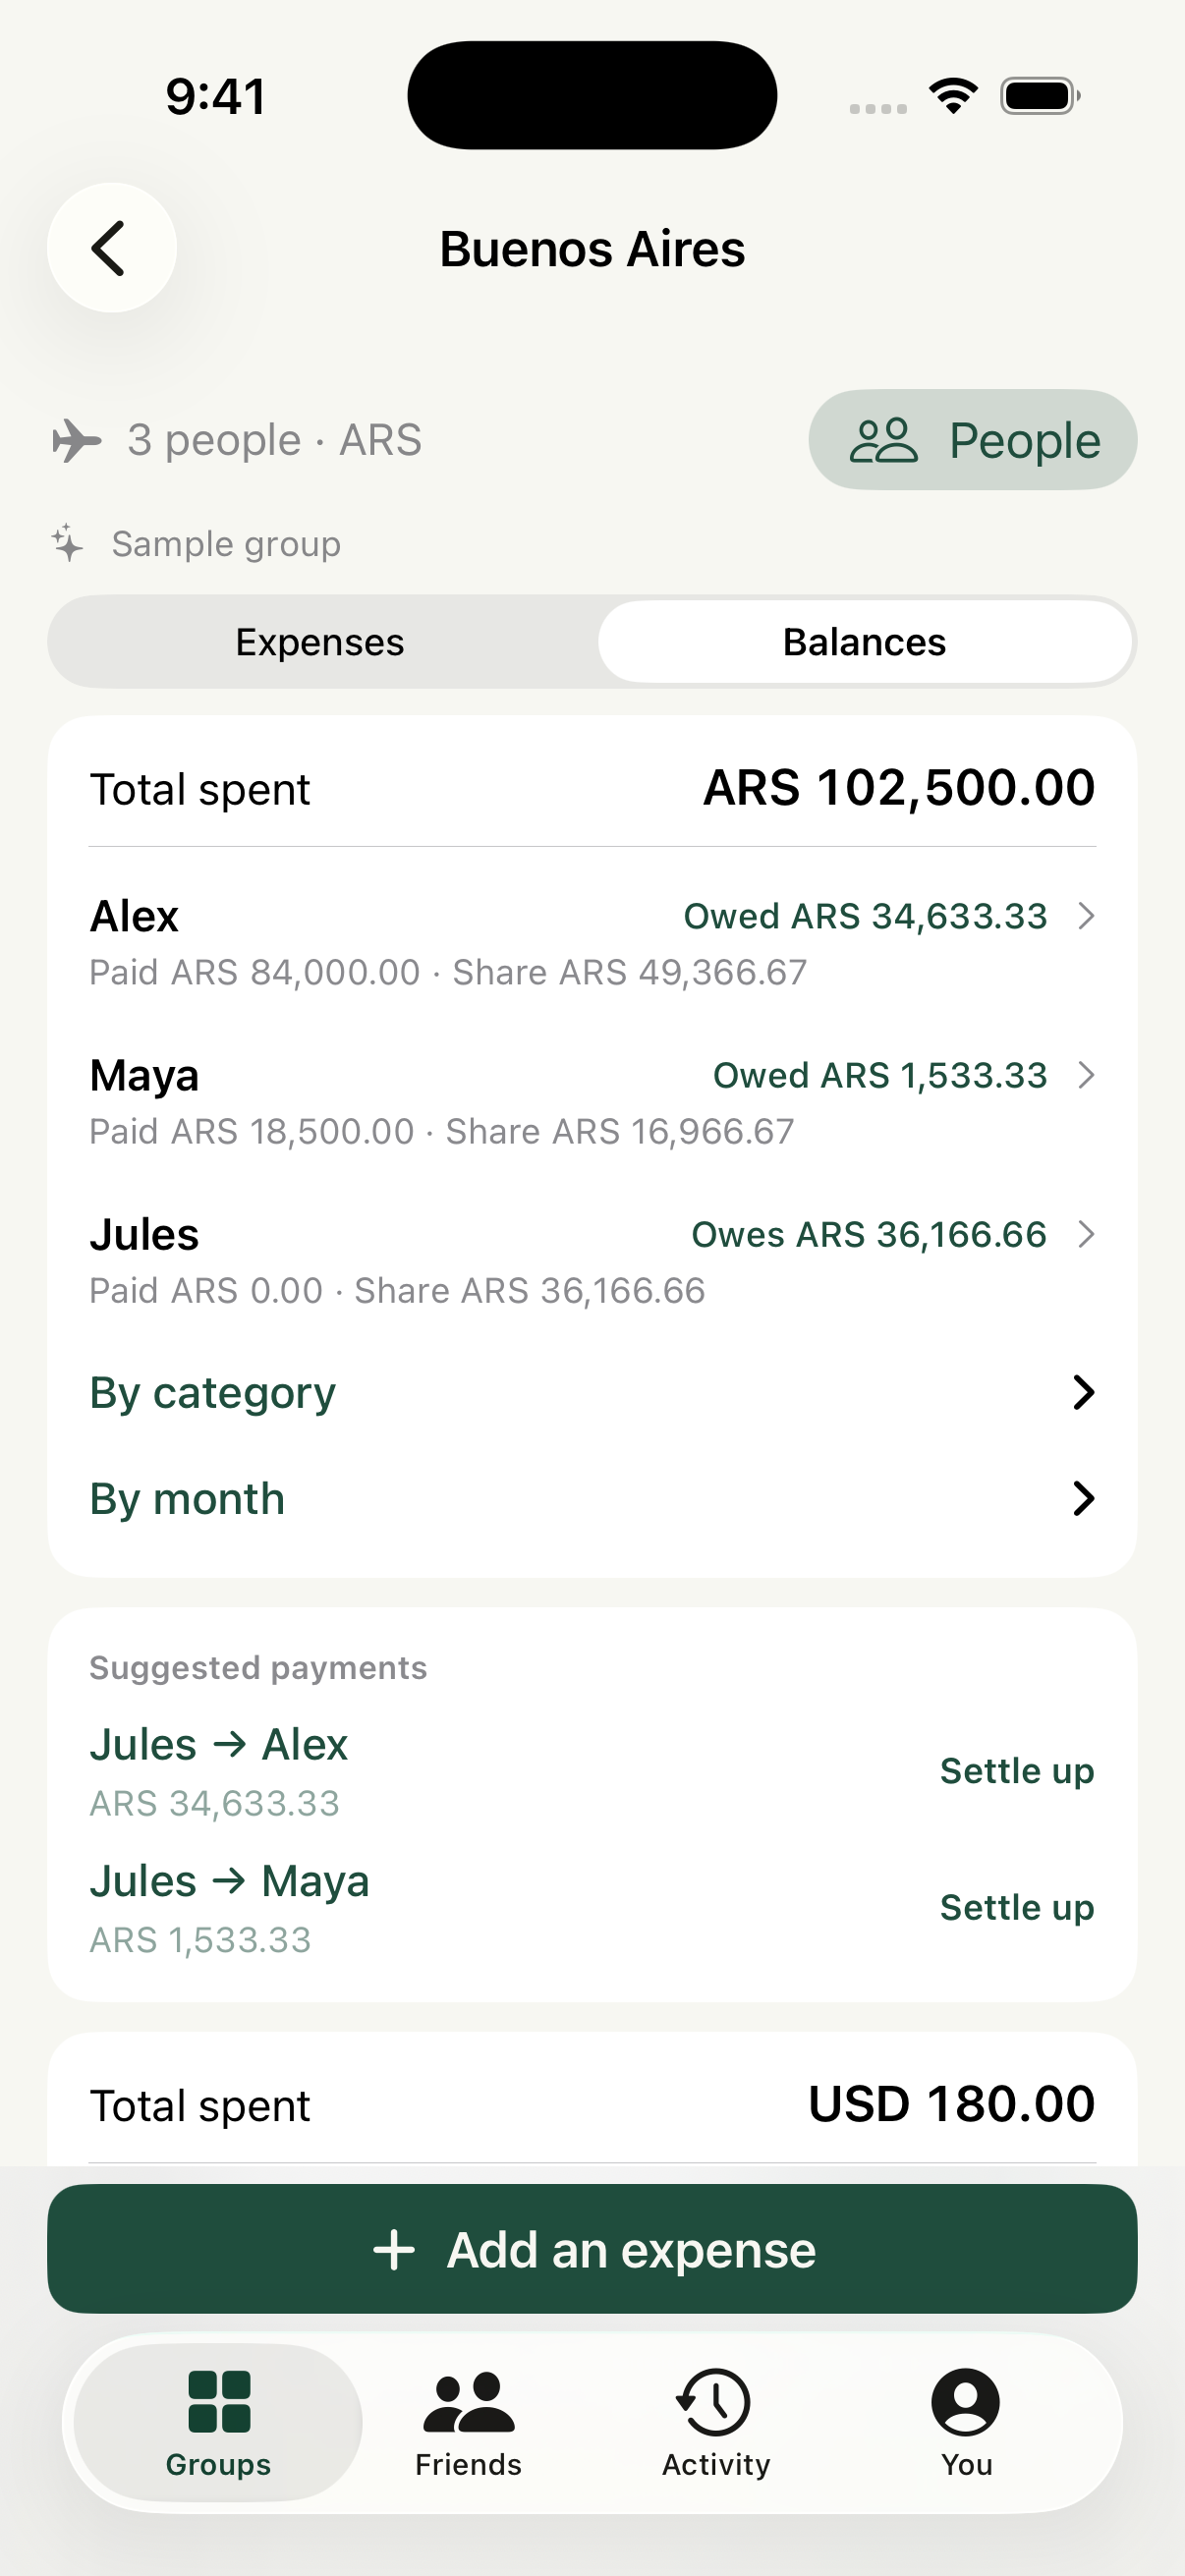 9:41
Buenos Aires
3 people · ARS
People
Sample group
Expenses
Balances
Total spent
ARS 102,500.00
Alex
Owed ARS 34,633.33
Paid ARS 84,000.00 · Share ARS 49,366.67
Maya
Owed ARS 1,533.33
Paid ARS 18,500.00 · Share ARS 16,966.67
Jules
Owes ARS 36,166.66
Paid ARS 0.00 · Share ARS 36,166.66
By category
By month
Suggested payments
Jules → Alex
ARS 34,633.33
Settle up
Jules → Maya
ARS 1,533.33
Settle up
Total spent
USD 180.00
+ Add an expense
Groups
Friends
Activity
You